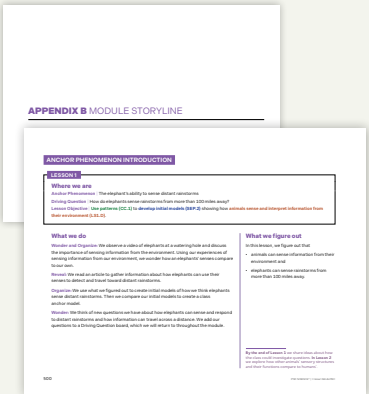 APPENDIX B MODULE STORYLINE
ANCHOR PHENOMENON INTRODUCTION
LESSON 1
Where we are
Anchor Phenomenon : The elephant's ability to sense distant rainstorms
Driving Question : How do elephants sense rainstorms from more than 100 miles away?
Lesson Objective : Use patterns (CC.1) to develop initial models (SEP.2) showing how animals sense and interpret information from
their environment (LS1.D).
What we do
Wonder and Organize: We observe a video of elephants at a watering hole and discuss
the importance of sensing information from the environment. Using our experiences of
sensing information from our environment, we wonder how an elephant's senses compare
to our own.
Reveal: We read an article to gather information about how elephants can use their
senses to detect and travel toward distant rainstorms.
Organize: We use what we figured out to create initial models of how we think elephants
sense distant rainstorms. Then we compare our initial models to create a class
anchor model.
Wonder: We think of new questions we have about how elephants can sense and respond
to distant rainstorms and how information can travel across a distance. We add our
questions to a Driving Question board, which we will return to throughout the module.
What we figure out
In this lesson, we figure out that
• animals can sense information from their
environment and
• elephants can sense rainstorms from
more than 100 miles away.
By the end of Lesson 1: we share ideas about how
the class could investigate questions. In Lesson 2:
we explore how other animals' sensory structures
and their functions compare to humans'.
500